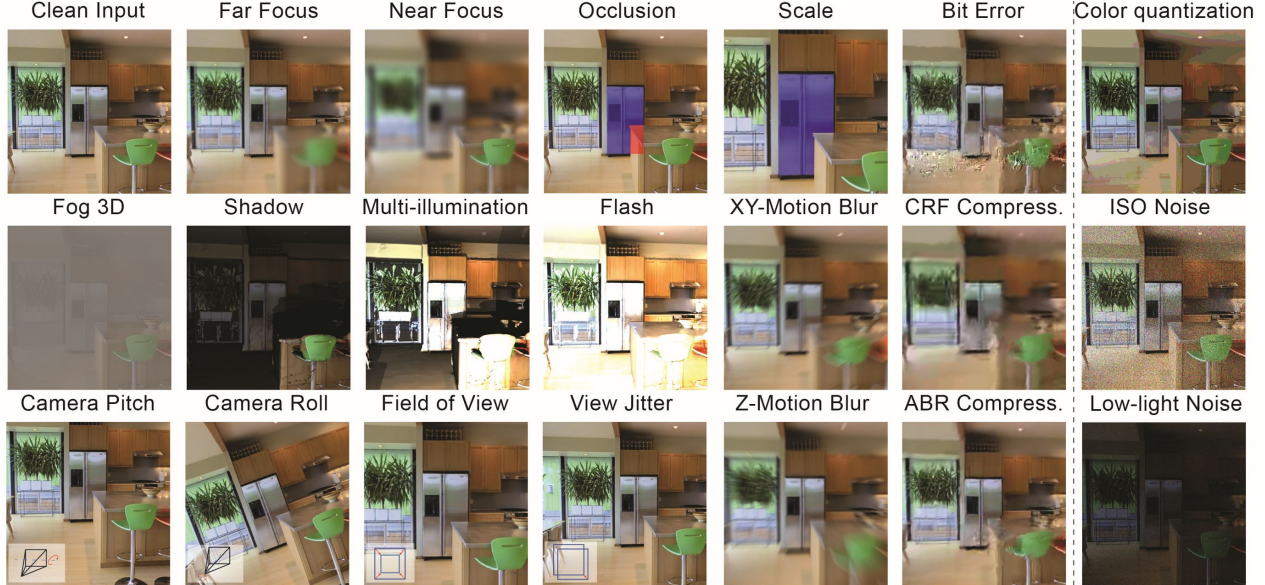 Clean Input Far Focus Near Focus Occlusion Scale Bit Error Color quantization
Fog 3D Shadow Multi-illumination Flash XY-Motion Blur CRF Compress. ISO Noise
Camera Pitch Camera Roll Field of View View Jitter Z-Motion Blur ABR Compress. Low-light Noise